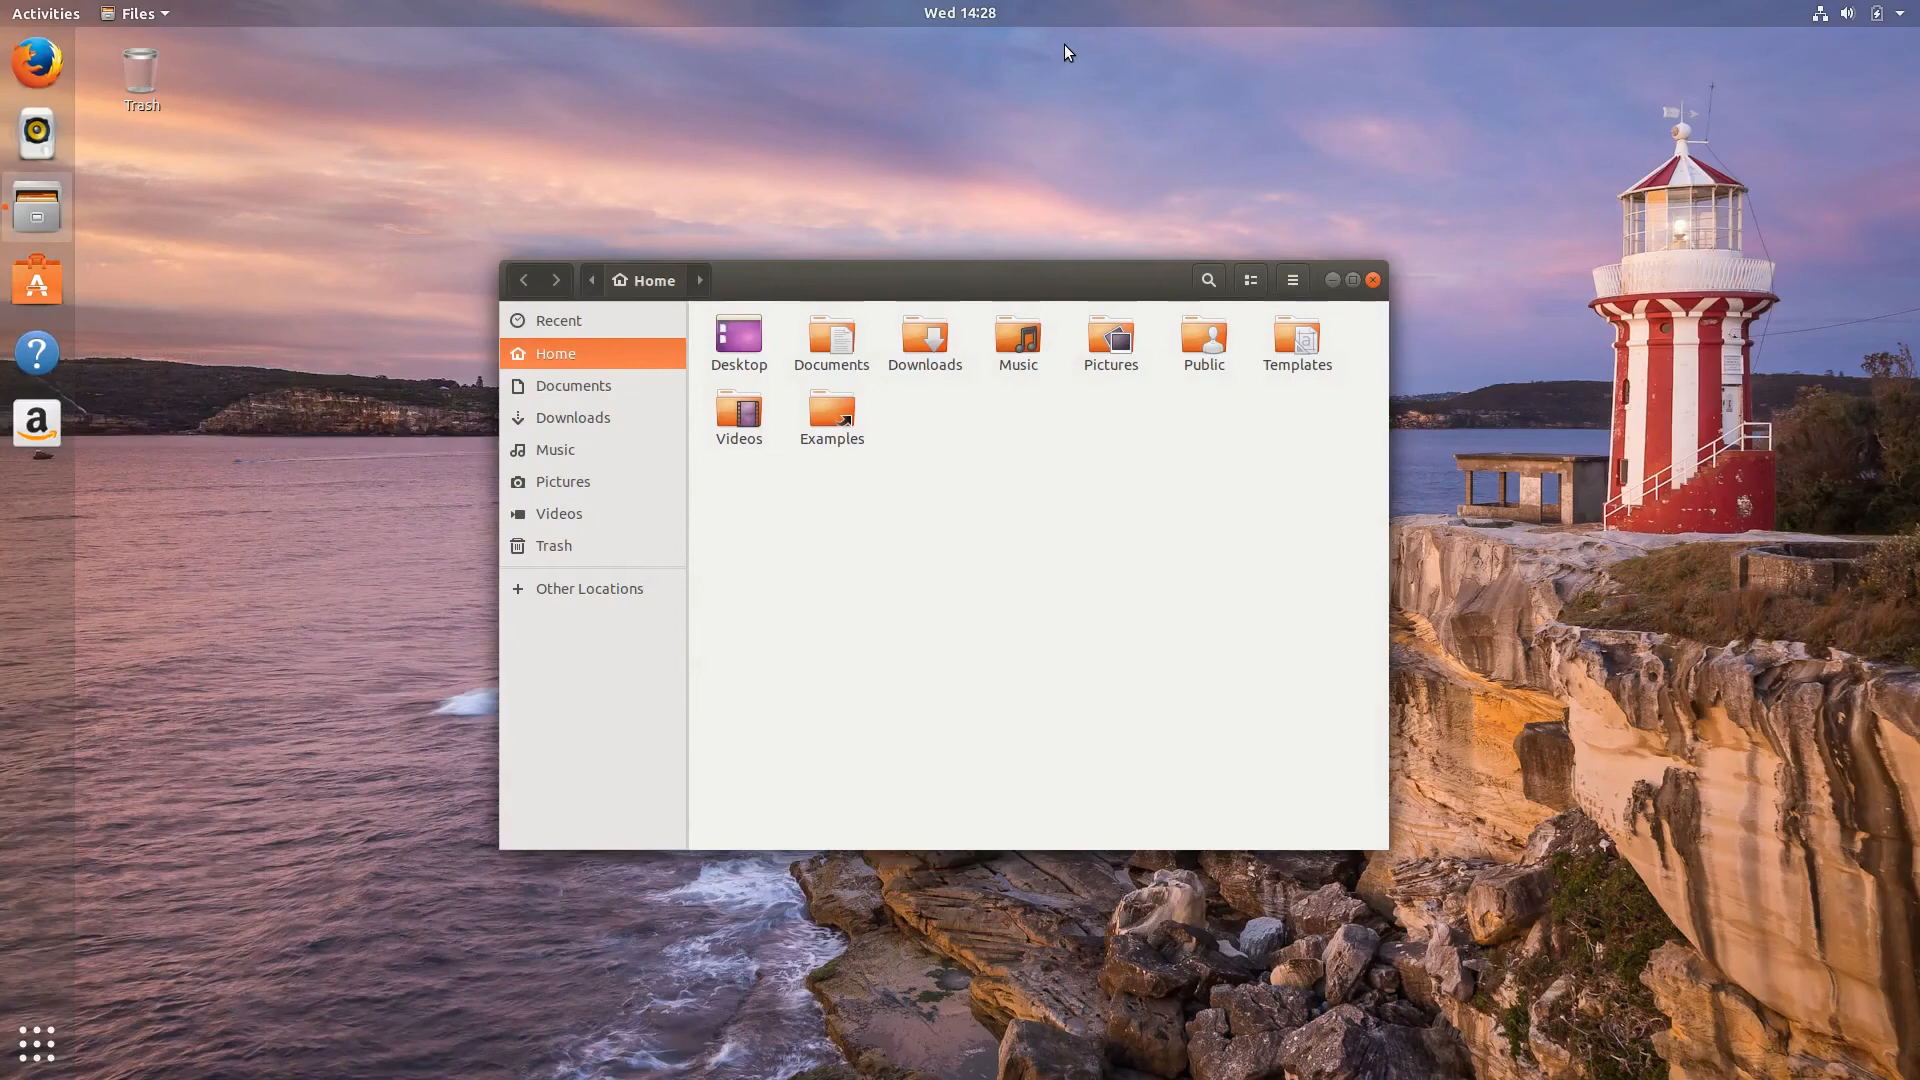 Activities
Files
Wed 14:28
Trash
Home
Recent
Home
Documents
Downloads
Music
Pictures
Videos
Trash
Other Locations
Desktop
Documents
Downloads
Music
Pictures
Public
Templates
Videos
Examples